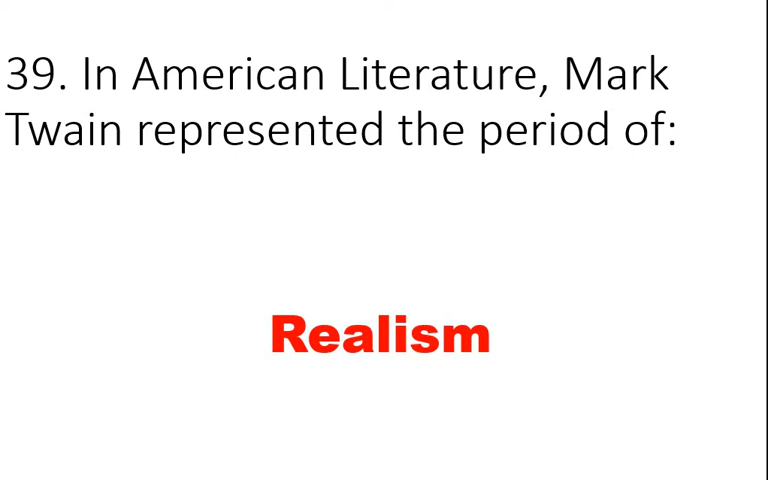 39. In American Literature, Mark
Twain represented the period of:
Realism